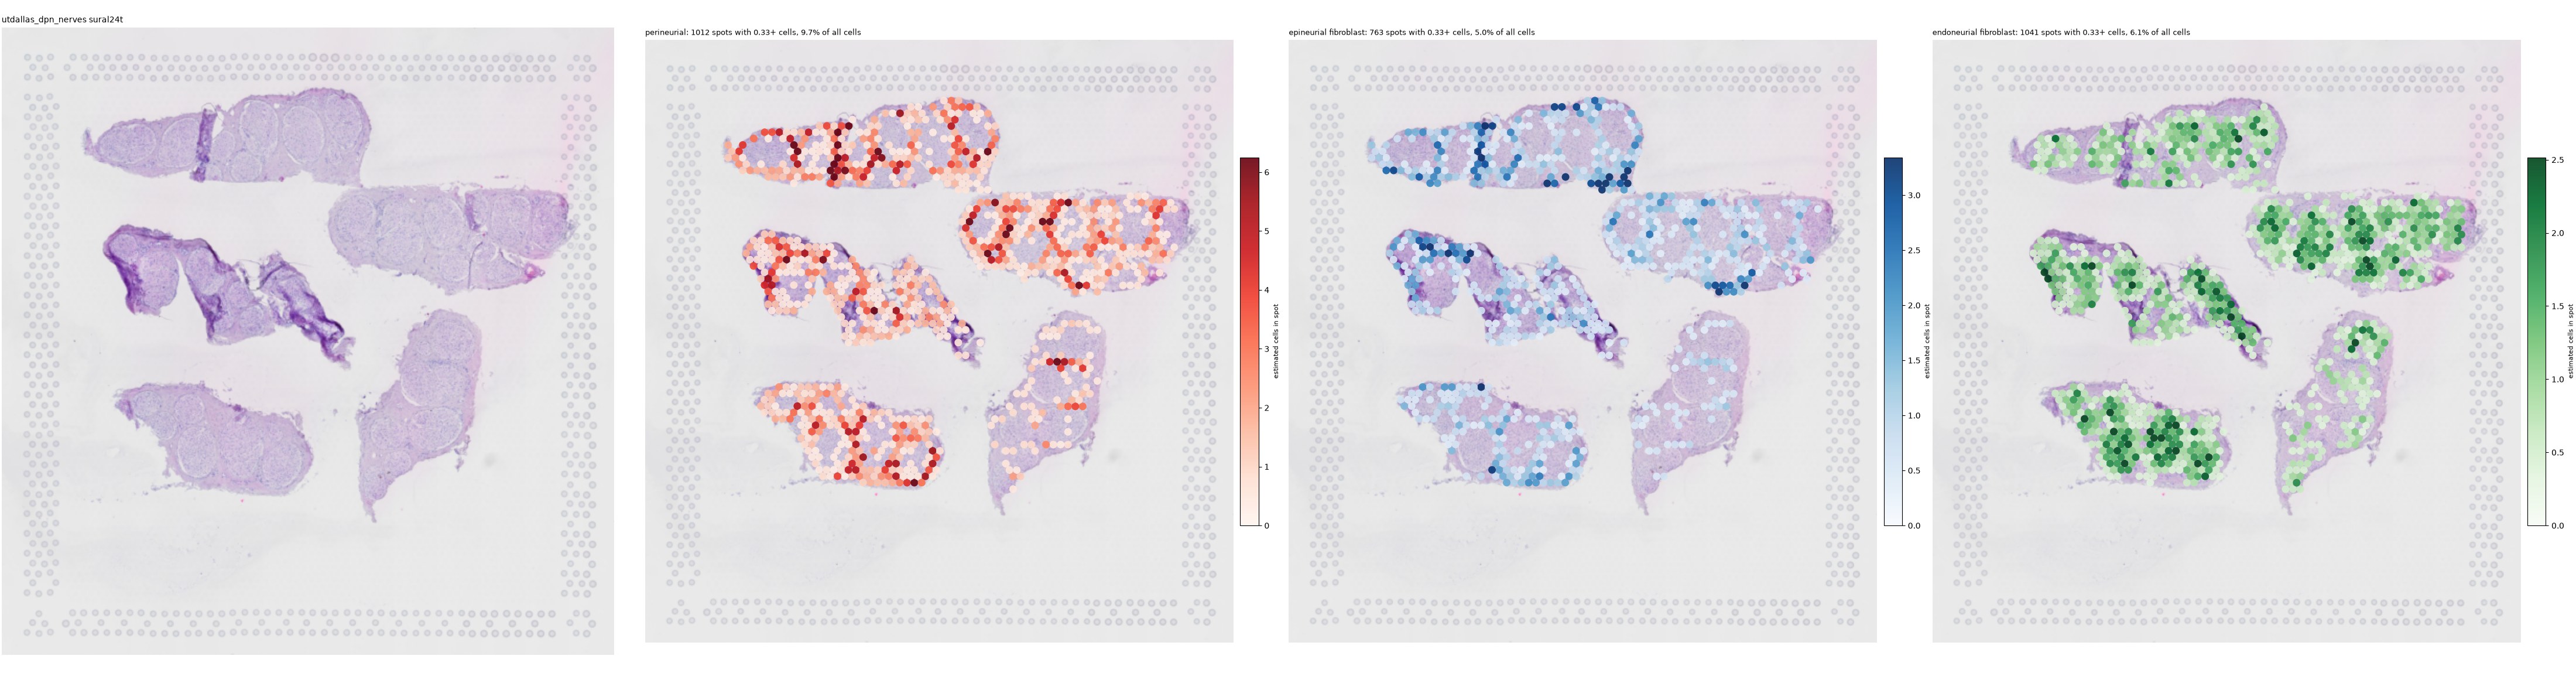 utdallas_dpn_nerves sural24t
perineurial: 1012 spots with 0.33+ cells, 9.7% of all cells
6
5
4
3
2
1
0
estimated cells in spot
epineurial fibroblast: 763 spots with 0.33+ cells, 5.0% of all cells
3.0
2.5
2.0
1.5
1.0
0.5
0.0
estimated cells in spot
endoneurial fibroblast: 1041 spots with 0.33+ cells, 6.1% of all cells
2.5
2.0
1.5
1.0
0.5
0.0
estimated cells in spot